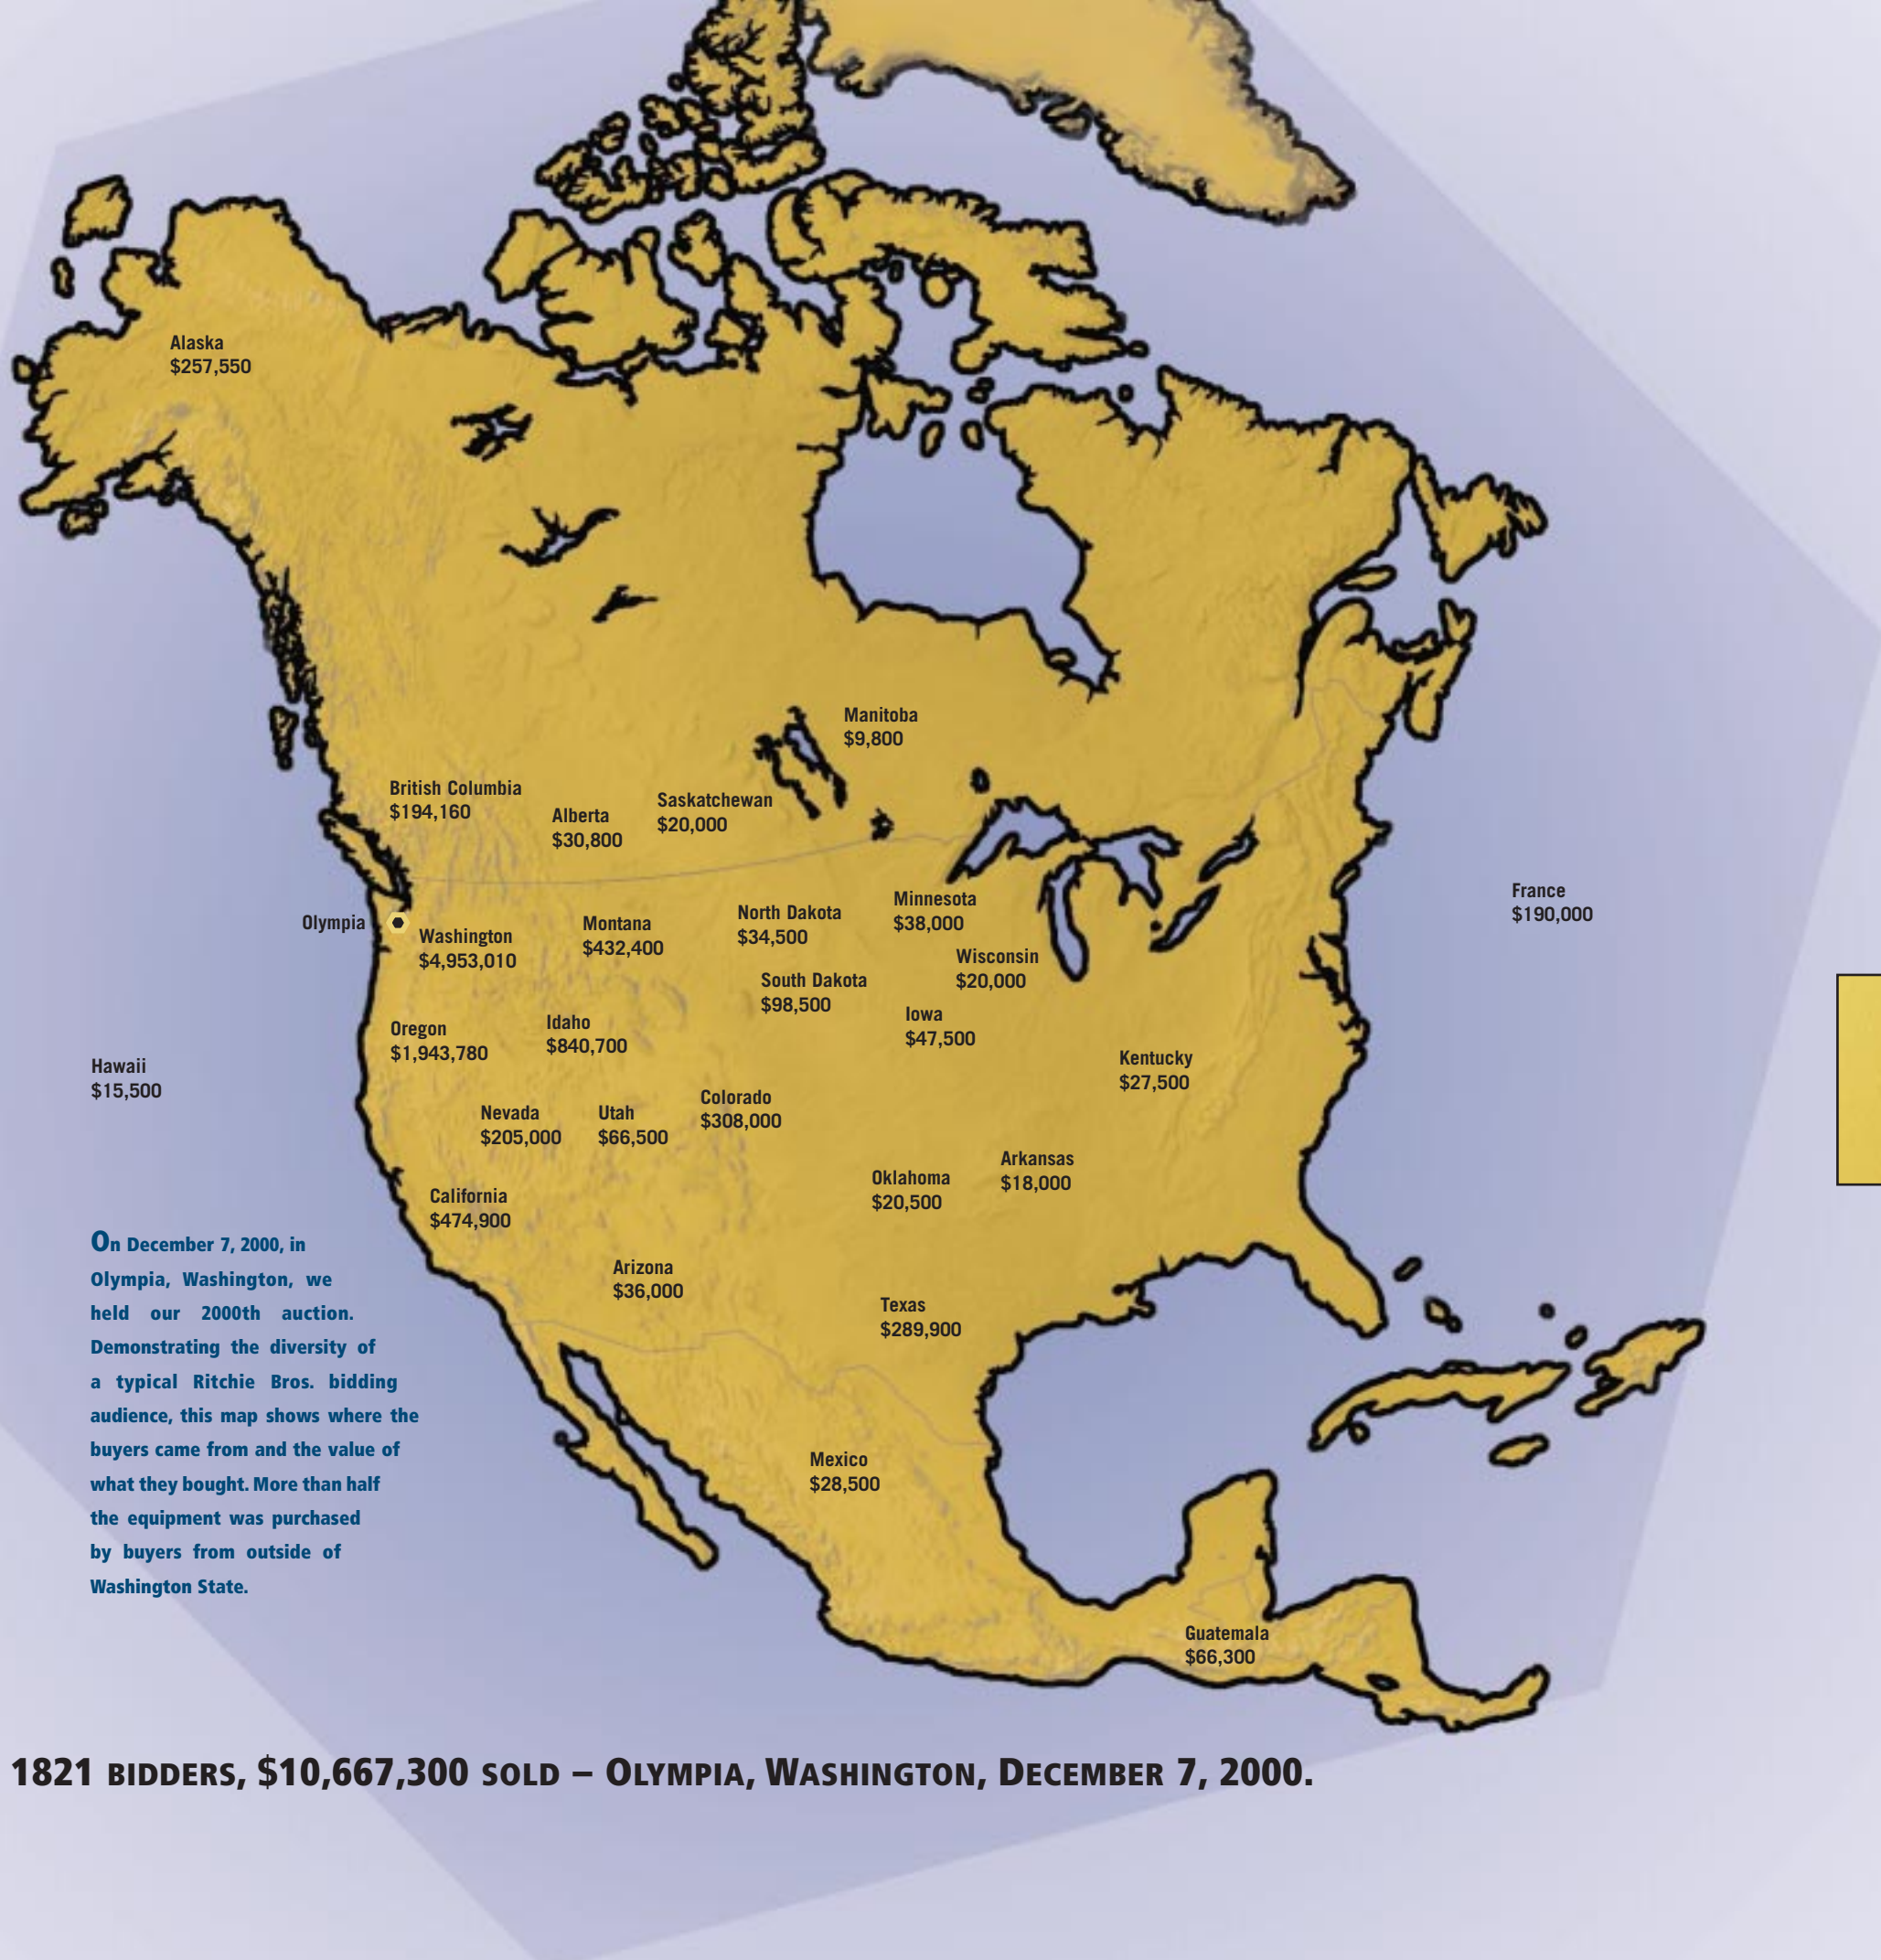 Alaska
$257,550
Manitoba
$9,800
British Columbia
$194,160
Alberta
$30,800
Saskatchewan
$20,000
Olympia
Washington
$4,953,010
Montana
$432,400
North Dakota
$34,500
Minnesota
$38,000
France
$190,000
Wisconsin
$20,000
South Dakota
$98,500
Iowa
$47,500
Oregon
$1,943,780
Idaho
$840,700
Kentucky
$27,500
Hawaii
$15,500
Nevada
$205,000
Utah
$66,500
Colorado
$308,000
Oklahoma
$20,500
Arkansas
$18,000
California
$474,900
Arizona
$36,000
Texas
$289,900
Mexico
$28,500
Guatemala
$66,300
On December 7, 2000, in
Olympia, Washington, we
held our 2000th auction.
Demonstrating the diversity of
a typical Ritchie Bros. bidding
audience, this map shows where the
buyers came from and the value of
what they bought. More than half
the equipment was purchased
by buyers from outside of
Washington State.
1821 BIDDERS, $10,667,300 SOLD – OLYMPIA, WASHINGTON, DECEMBER 7, 2000.